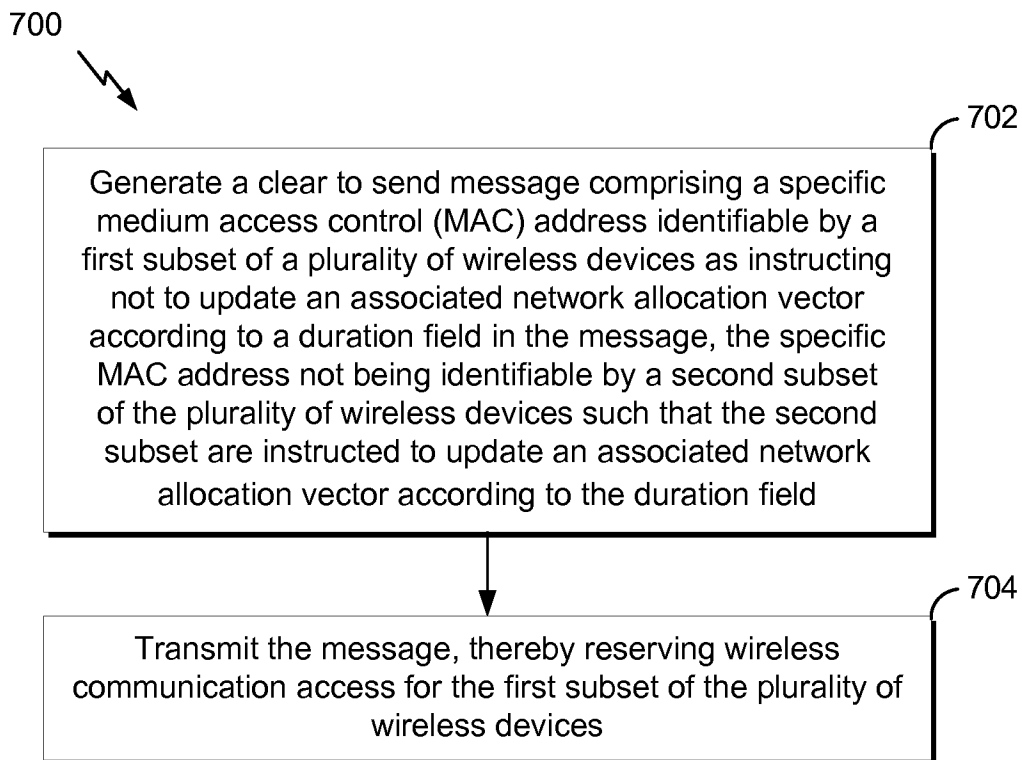 700
702
Generate a clear to send message comprising a specific
medium access control (MAC) address identifiable by a
first subset of a plurality of wireless devices as instructing
not to update an associated network allocation vector
according to a duration field in the message, the specific
MAC address not being identifiable by a second subset
of the plurality of wireless devices such that the second
subset are instructed to update an associated network
allocation vector according to the duration field
704
Transmit the message, thereby reserving wireless
communication access for the first subset of the plurality of
wireless devices